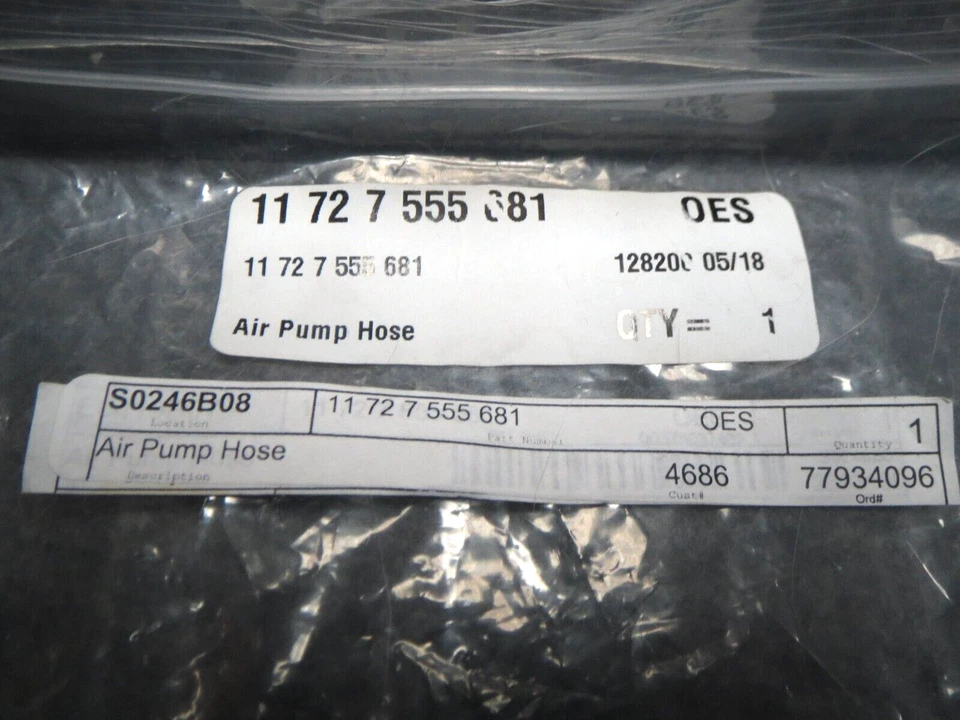 11 72 7 555 681 OES
11 72 7 555 681 128200 05/18
Air Pump Hose QTY = 1
S0246B08 11 72 7 555 681 OES 1
Location Part Number Quantity
Air Pump Hose 4686 77934096
Description Cust# Ord#